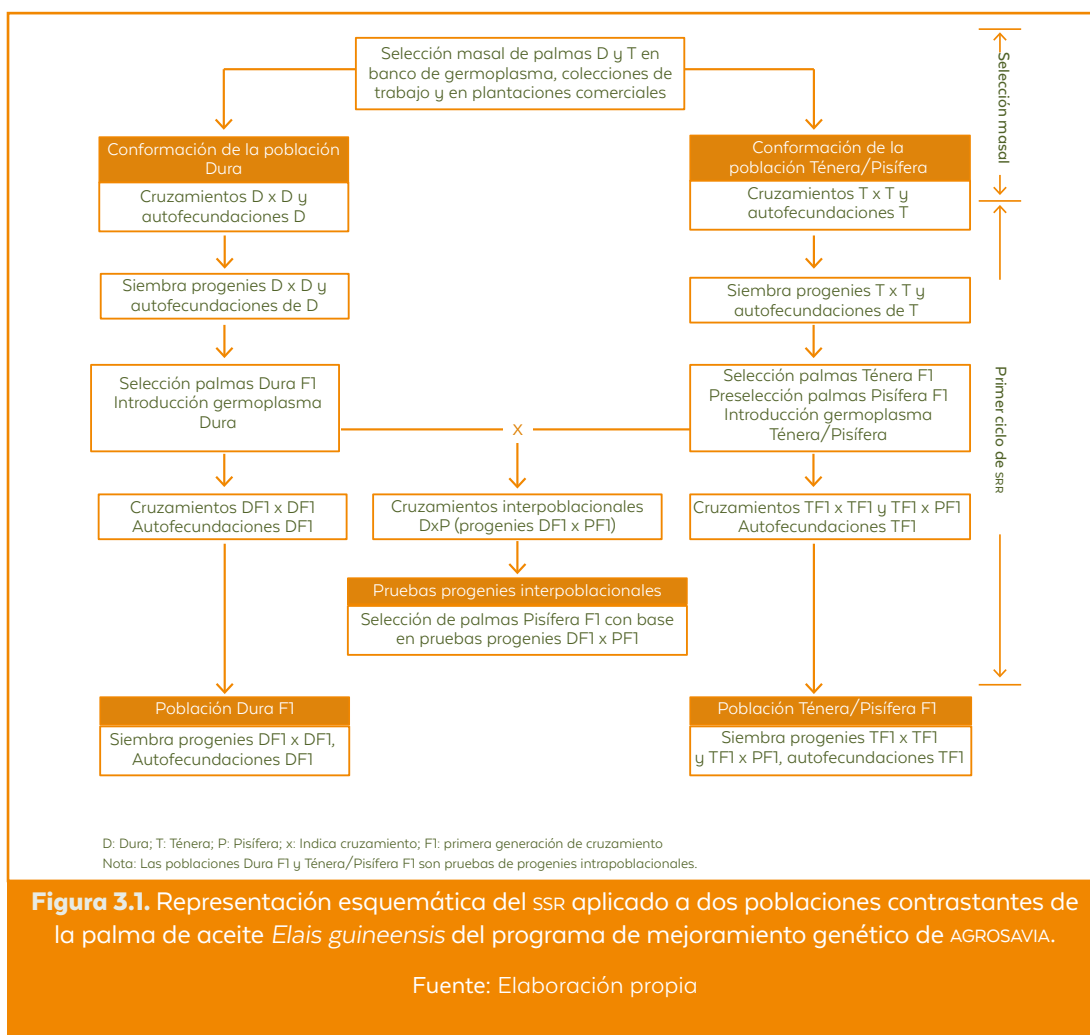 Selección masal de palmas D y T en
banco de germoplasma, colecciones de
trabajo y en plantaciones comerciales
Selección masal
Conformación de la población
Dura
Cruzamientos D x D y
autofecundaciones D
Conformación de la
población Ténera/Pisífera
Cruzamientos T x T y
autofecundaciones T
Siembra progenies D x D y
autofecundaciones de D
Siembra progenies T x T y
autofecundaciones de T
Selección palmas Dura F1
Introducción germoplasma
Dura
x
Selección palmas Ténera F1
Preselección palmas Pisífera F1
Introducción germoplasma
Ténera/Pisífera
Primer ciclo de SRR
Cruzamientos DF1 x DF1
Autofecundaciones DF1
Cruzamientos interpoblacionales
DxP (progenies DF1 x PF1)
Cruzamientos TF1 x TF1 y TF1 x PF1
Autofecundaciones TF1
Pruebas progenies interpoblacionales
Selección de palmas Pisífera F1 con base
en pruebas progenies DF1 x PF1
Población Dura F1
Siembra progenies DF1 x DF1,
Autofecundaciones DF1
Población Ténera/Pisífera F1
Siembra progenies TF1 x TF1
y TF1 x PF1, autofecundaciones TF1
D: Dura; T: Ténera; P: Pisífera; x: Indica cruzamiento; F1: primera generación de cruzamiento
Nota: Las poblaciones Dura F1 y Ténera/Pisífera F1 son pruebas de progenies intrapoblacionales.
Figura 3.1. Representación esquemática del SSR aplicado a dos poblaciones contrastantes de
la palma de aceite Elais guineensis del programa de mejoramiento genético de AGROSAVIA.
Fuente: Elaboración propia